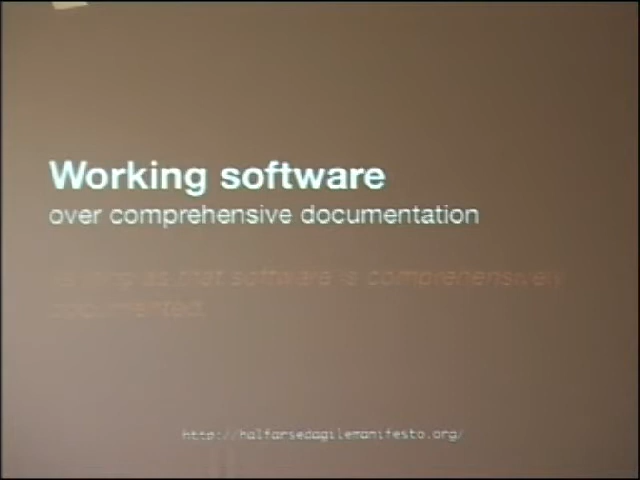 Working software
over comprehensive documentation
as long as that software is comprehensively
documented.
http://halfarsedagilemanifesto.org/